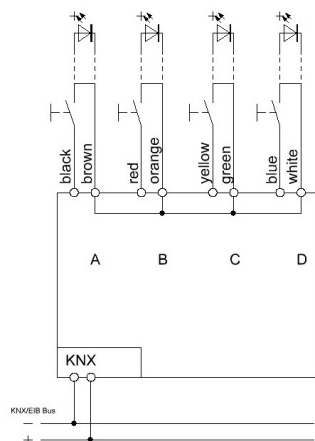 black
brown
red
orange
yellow
green
blue
white
A
B
C
D
KNX
KNX/EIB Bus
−
+